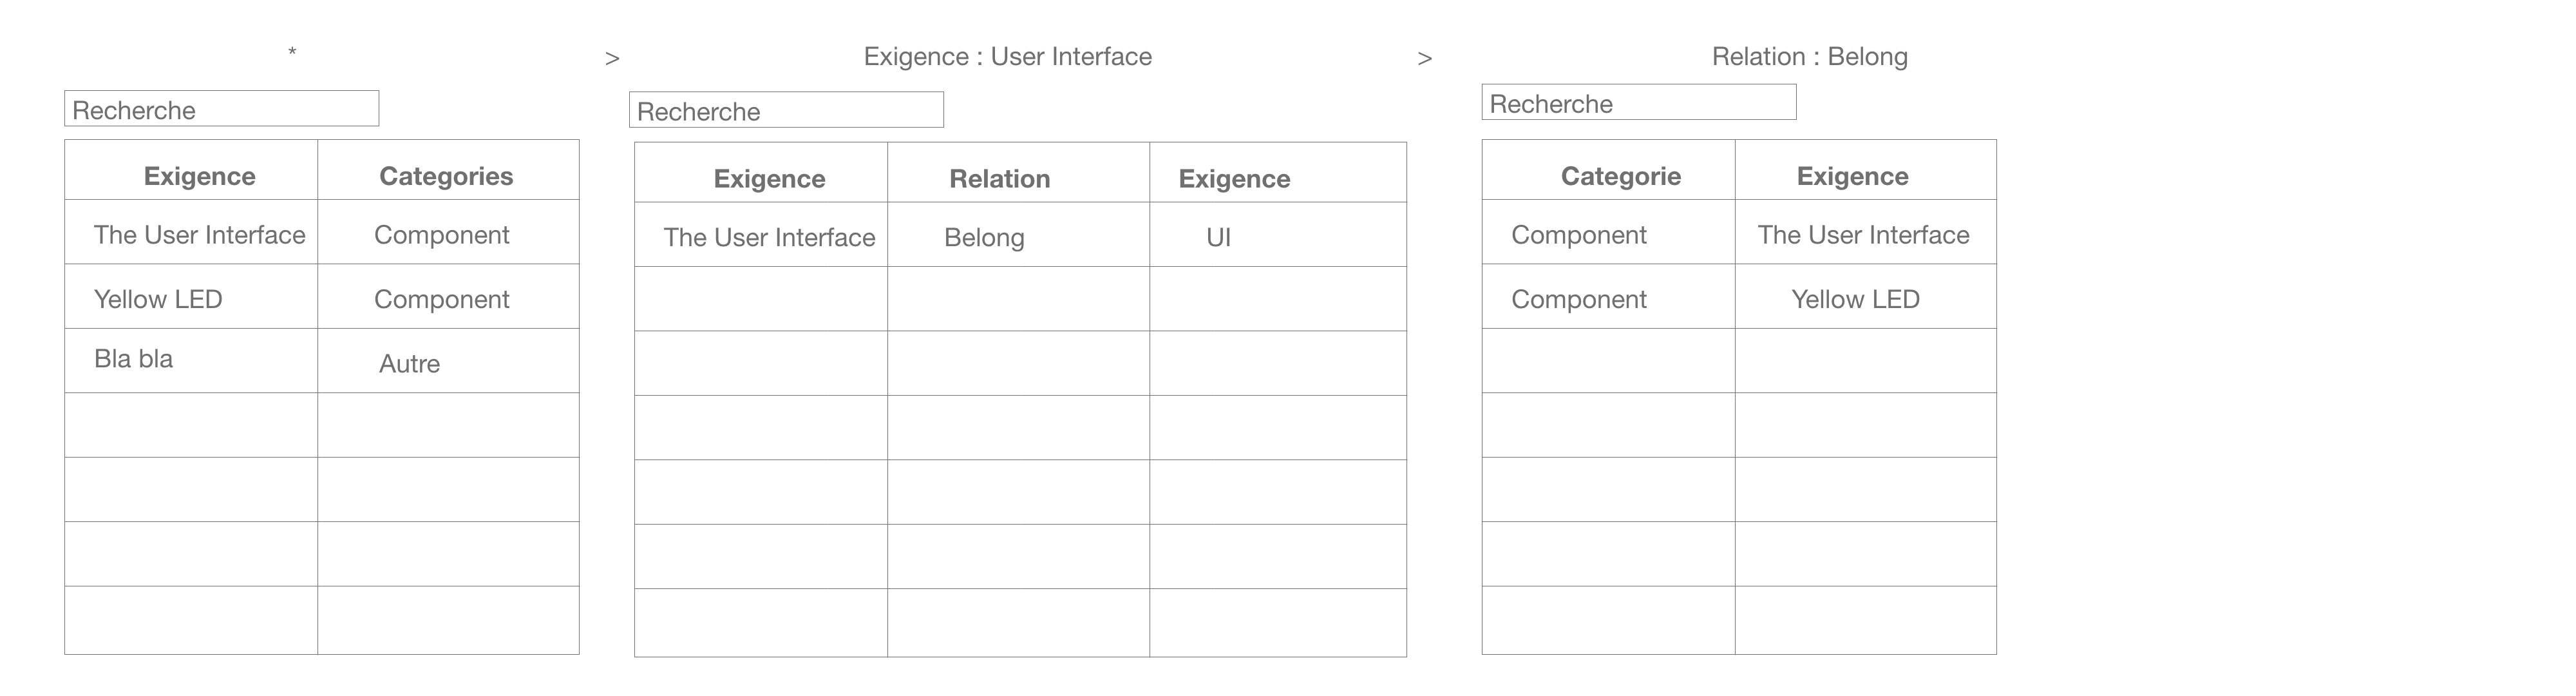 * > Exigence : User Interface > Relation : Belong
Recherche
Exigence Categories
The User Interface Component
Yellow LED Component
Bla bla Autre
Recherche
Exigence Relation Exigence
The User Interface Belong UI
Recherche
Categorie Exigence
Component The User Interface
Component Yellow LED